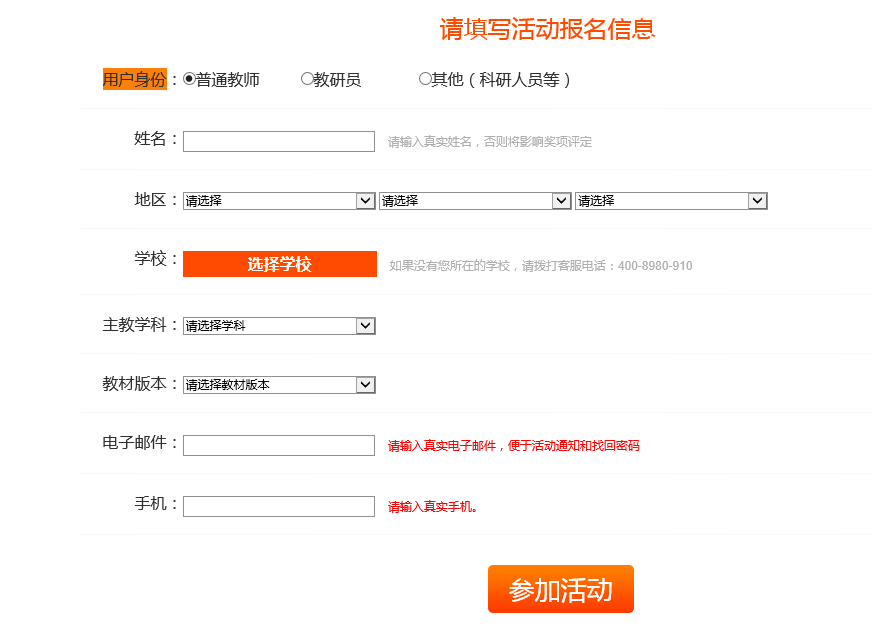 请填写活动报名信息
用户身份：普通教师 教研员 其他（科研人员等）
姓名： 请输入真实姓名，否则将影响奖项评定
地区： 请选择 请选择 请选择
学校： 选择学校 如果没有您所在的学校，请拨打客服电话：400-8980-910
主教学科： 请选择学科
教材版本： 请选择教材版本
电子邮件： 请输入真实电子邮件，便于活动通知和找回密码
手机： 请输入真实手机。
参加活动